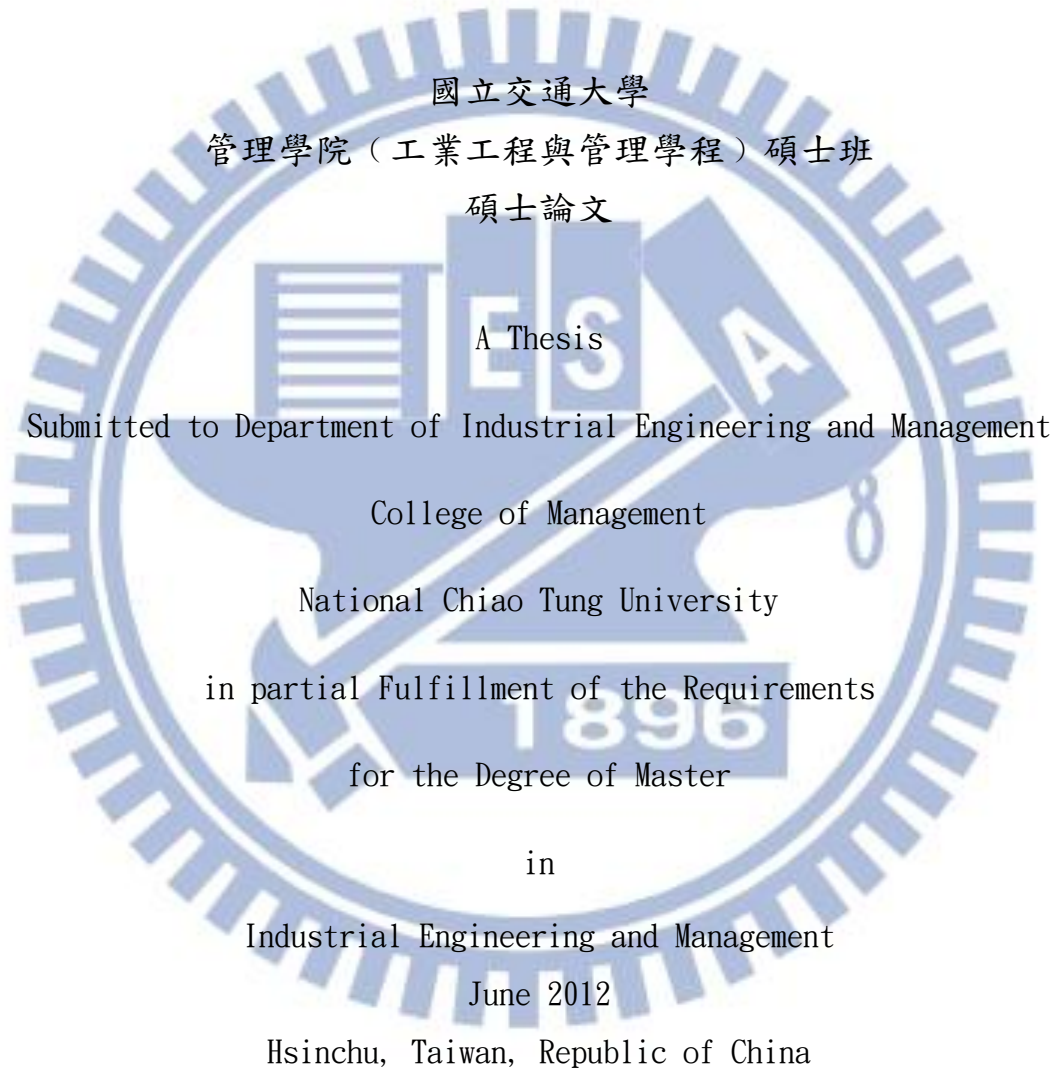 國立交通大學
管理學院（工業工程與管理學程）碩士班
碩士論文
E S A
A Thesis
Submitted to Department of Industrial Engineering and Management
College of Management
National Chiao Tung University
in partial Fulfillment of the Requirements
1896
for the Degree of Master
in
Industrial Engineering and Management
June 2012
Hsinchu, Taiwan, Republic of China